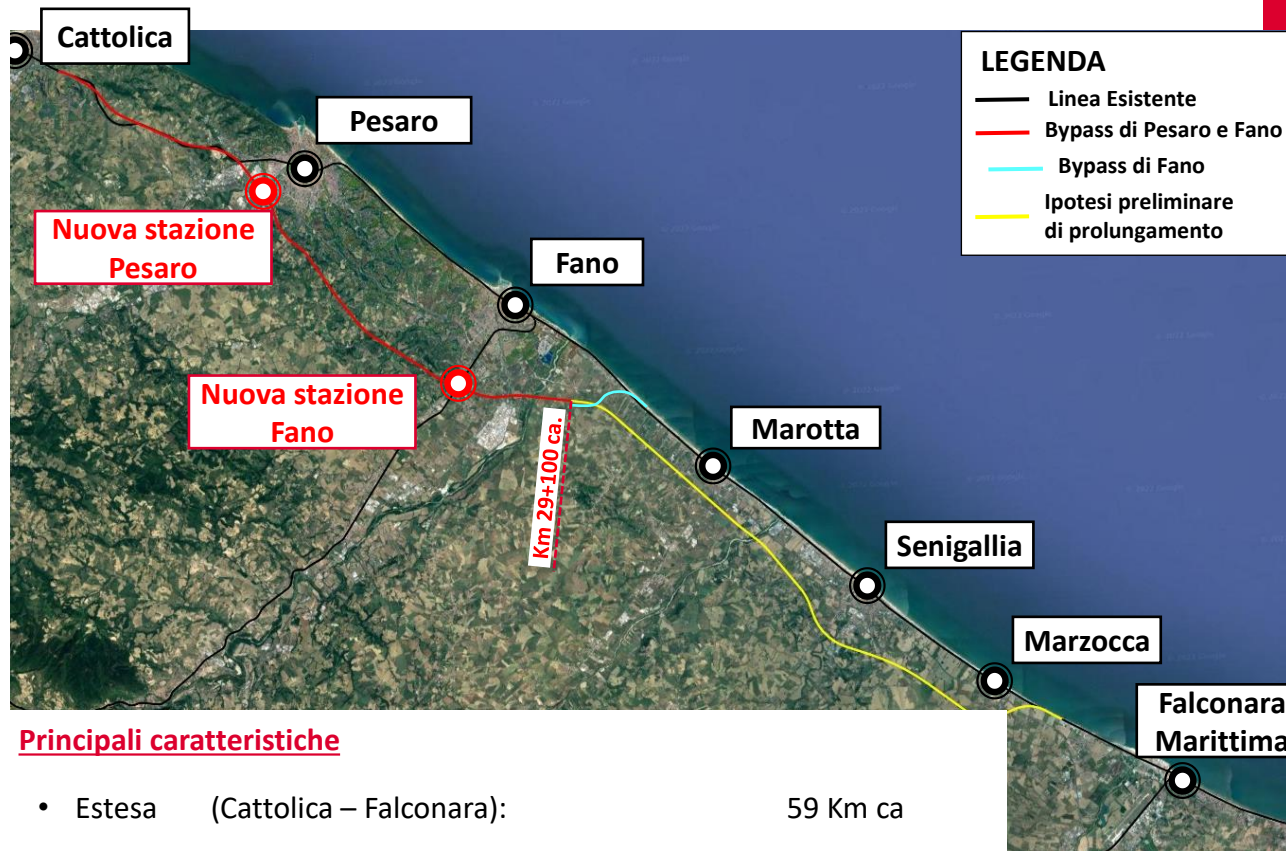 Cattolica
LEGENDA
Linea Esistente
Bypass di Pesaro e Fano
Bypass di Fano
Ipotesi preliminare
di prolungamento
Pesaro
Nuova stazione
Pesaro
Fano
Nuova stazione
Fano
Km 29+100 ca.
Marotta
Senigallia
Marzocca
Falconara
Marittima
Principali caratteristiche
• Estesa (Cattolica – Falconara): 59 Km ca